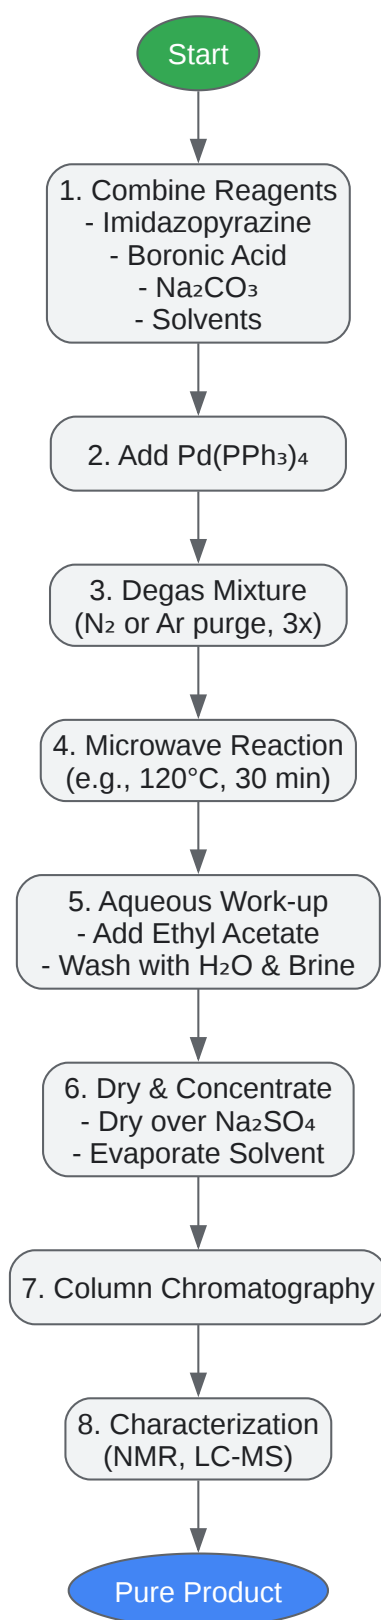 Start
1. Combine Reagents
- Imidazopyrazine
- Boronic Acid
- Na₂CO₃
- Solvents
2. Add Pd(PPh₃)₄
3. Degas Mixture
(N₂ or Ar purge, 3x)
4. Microwave Reaction
(e.g., 120°C, 30 min)
5. Aqueous Work-up
- Add Ethyl Acetate
- Wash with H₂O & Brine
6. Dry & Concentrate
- Dry over Na₂SO₄
- Evaporate Solvent
7. Column Chromatography
8. Characterization
(NMR, LC-MS)
Pure Product